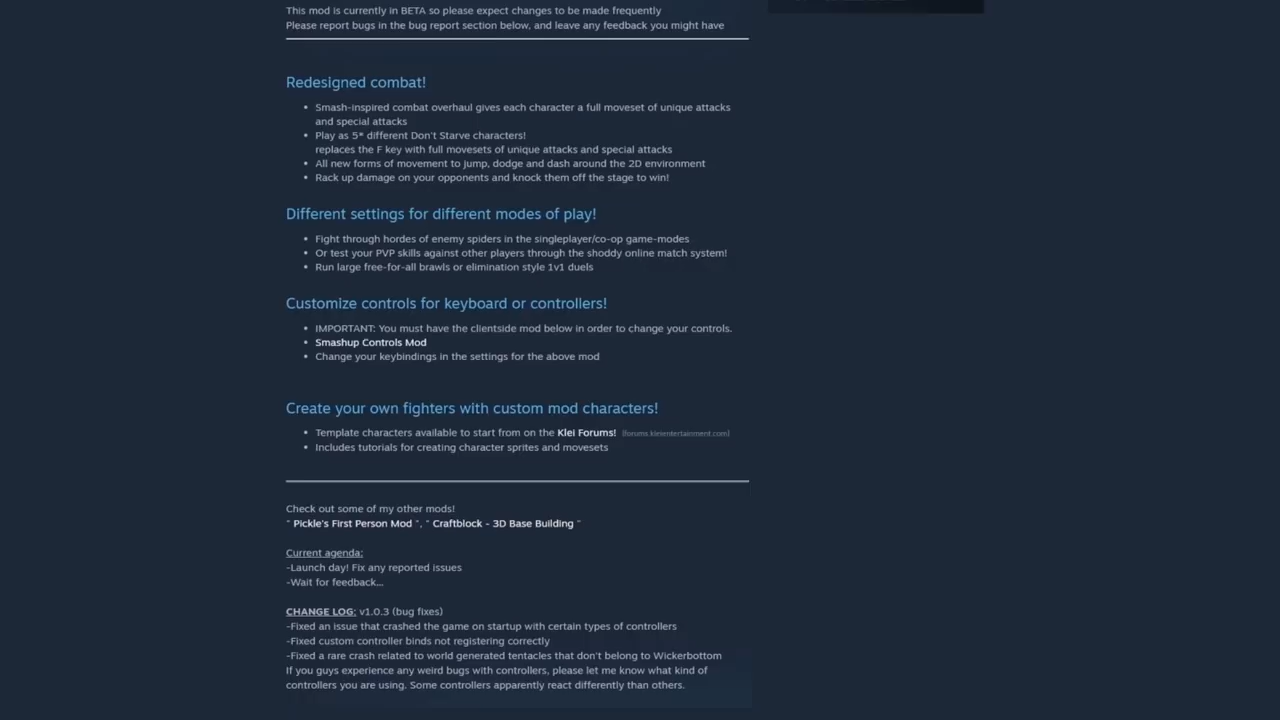 This mod is currently in BETA so please expect changes to be made frequently
Please report bugs in the bug report section below, and leave any feedback you might have
Redesigned combat!
• Smash-inspired combat overhaul gives each character a full moveset of unique attacks
and special attacks
• Play as 5* different Don't Starve characters!
replaces the F key with full movesets of unique attacks and special attacks
• All new forms of movement to jump, dodge and dash around the 2D environment
• Rack up damage on your opponents and knock them off the stage to win!
Different settings for different modes of play!
• Fight through hordes of enemy spiders in the singleplayer/co-op game-modes
• Or test your PVP skills against other players through the shoddy online match system!
• Run large free-for-all brawls or elimination style 1v1 duels
Customize controls for keyboard or controllers!
• IMPORTANT: You must have the clientside mod below in order to change your controls.
• Smashup Controls Mod
• Change your keybindings in the settings for the above mod
Create your own fighters with custom mod characters!
• Template characters available to start from on the Klei Forums! [forums.kleientertainment.com]
• Includes tutorials for creating character sprites and movesets
Check out some of my other mods!
" Pickle's First Person Mod ", " Craftblock - 3D Base Building "
Current agenda:
-Launch day! Fix any reported issues
-Wait for feedback...
CHANGE LOG: v1.0.3 (bug fixes)
-Fixed an issue that crashed the game on startup with certain types of controllers
-Fixed custom controller binds not registering correctly
-Fixed a rare crash related to world generated tentacles that don't belong to Wickerbottom
If you guys experience any weird bugs with controllers, please let me know what kind of
controllers you are using. Some controllers apparently react differently than others.